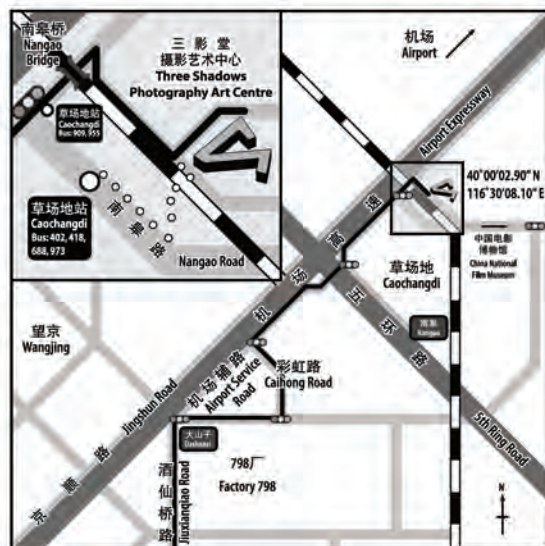 南皋桥
Nangao
Bridge
三影堂
摄影艺术中心
Three Shadows
Photography Art Centre
草场地站
Caochangdi
Bus: 909, 955
草场地站
Caochangdi
Bus: 402, 418,
688, 973
南皋路
Nangao Road
机场
Airport
Airport Expressway
40°00'02.90" N
116°30'08.10" E
中国电影
博物馆
China National
Film Museum
草场地
Caochangdi
机场高速
五环路
5th Ring Road
望京
Wangjing
京顺路
Jingshun Road
机场辅路
Airport Service
Road
彩虹路
Caihong Road
大山子
Dashanzi
798厂
Factory 798
酒仙桥路
Jiuxianqiao Road
N